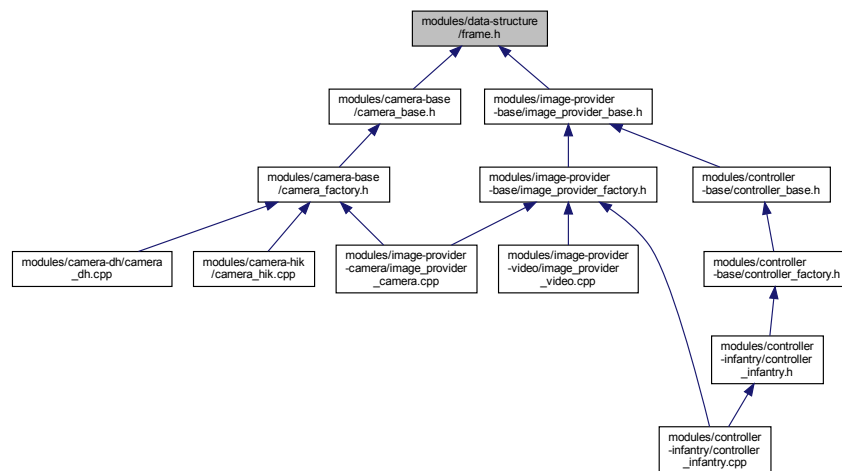 modules/data-structure
/frame.h
modules/camera-base
/camera_base.h
modules/image-provider
-base/image_provider_base.h
modules/camera-base
/camera_factory.h
modules/image-provider
-base/image_provider_factory.h
modules/controller
-base/controller_base.h
modules/camera-dh/camera
_dh.cpp
modules/camera-hik
/camera_hik.cpp
modules/image-provider
-camera/image_provider
_camera.cpp
modules/image-provider
-video/image_provider
_video.cpp
modules/controller
-base/controller_factory.h
modules/controller
-infantry/controller
_infantry.h
modules/controller
-infantry/controller
_infantry.cpp